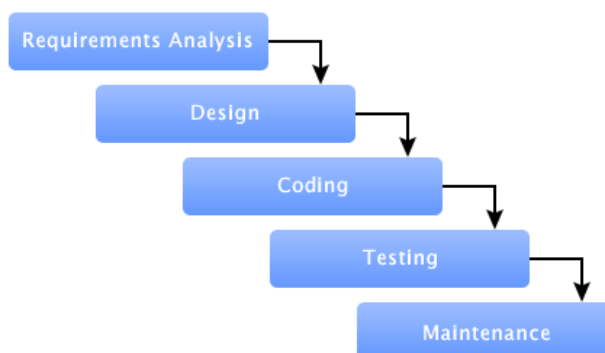 Requirements Analysis
Design
Coding
Testing
Maintenance